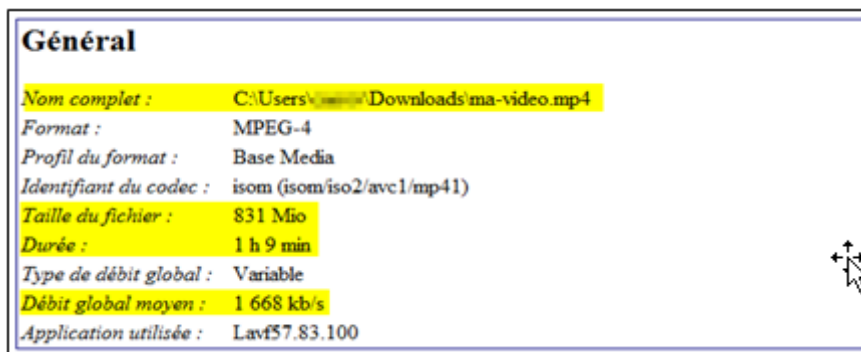 Général
Nom complet : C:\Users\ \Downloads\ma-video.mp4
Format : MPEG-4
Profil du format : Base Media
Identifiant du codec : isom (isom/iso2/avc1/mp41)
Taille du fichier : 831 Mio
Durée : 1 h 9 min
Type de débit global : Variable
Débit global moyen : 1 668 kb/s
Application utilisée : Lavf57.83.100